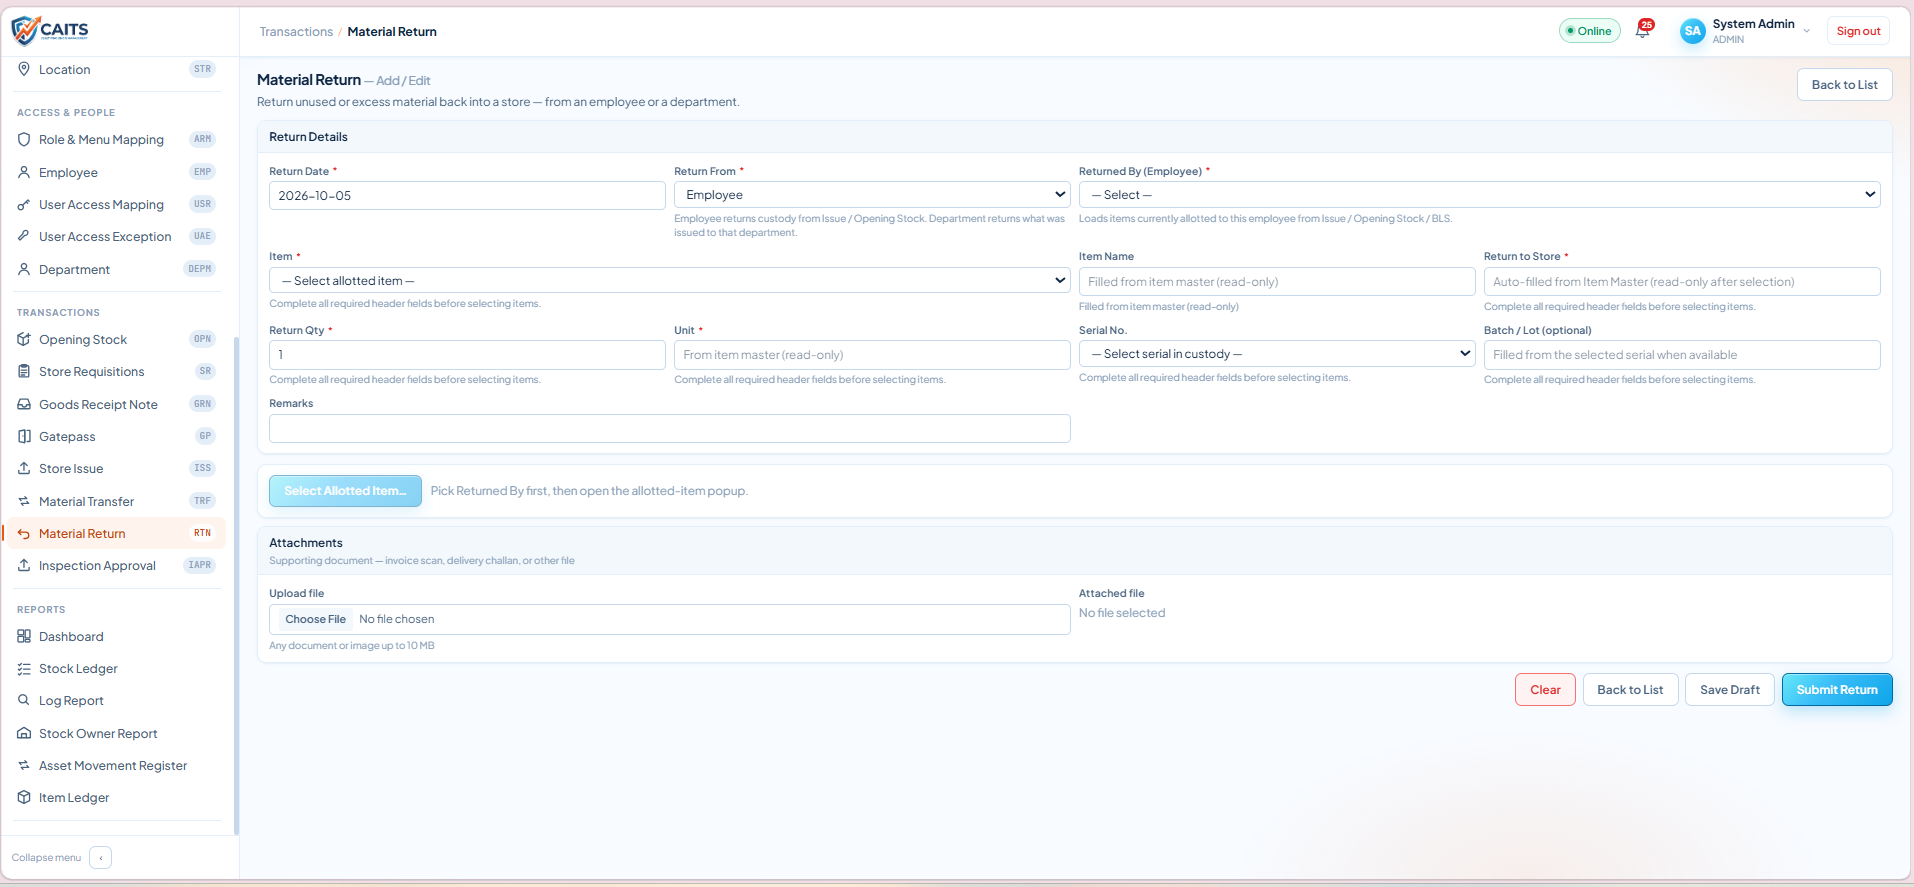 CAITS
Transactions / Material Return
Online
25
SA
System Admin
ADMIN
Sign out
Location STR
ACCESS & PEOPLE
Role & Menu Mapping ARM
Employee EMP
User Access Mapping USR
User Access Exception UAE
Department DEPM
TRANSACTIONS
Opening Stock OPN
Store Requisitions SR
Goods Receipt Note GRN
Gatepass GP
Store Issue ISS
Material Transfer TRF
Material Return RTN
Inspection Approval IAPR
REPORTS
Dashboard
Stock Ledger
Log Report
Stock Owner Report
Asset Movement Register
Item Ledger
Collapse menu ‹
Material Return — Add / Edit
Return unused or excess material back into a store — from an employee or a department.
Back to List
Return Details
Return Date *
2026-10-05
Return From *
Employee
Employee returns custody from Issue / Opening Stock. Department returns what was
issued to that department.
Returned By (Employee) *
— Select —
Loads items currently allotted to this employee from Issue / Opening Stock / BLS.
Item *
— Select allotted item —
Complete all required header fields before selecting items.
Item Name
Filled from item master (read-only)
Filled from item master (read-only)
Return to Store *
Auto-filled from Item Master (read-only after selection)
Complete all required header fields before selecting items.
Return Qty *
1
Complete all required header fields before selecting items.
Unit *
From item master (read-only)
Complete all required header fields before selecting items.
Serial No.
— Select serial in custody —
Complete all required header fields before selecting items.
Batch / Lot (optional)
Filled from the selected serial when available
Complete all required header fields before selecting items.
Remarks
Select Allotted Item... Pick Returned By first, then open the allotted-item popup.
Attachments
Supporting document — invoice scan, delivery challan, or other file
Upload file
Choose File No file chosen
Any document or image up to 10 MB
Attached file
No file selected
Clear
Back to List
Save Draft
Submit Return